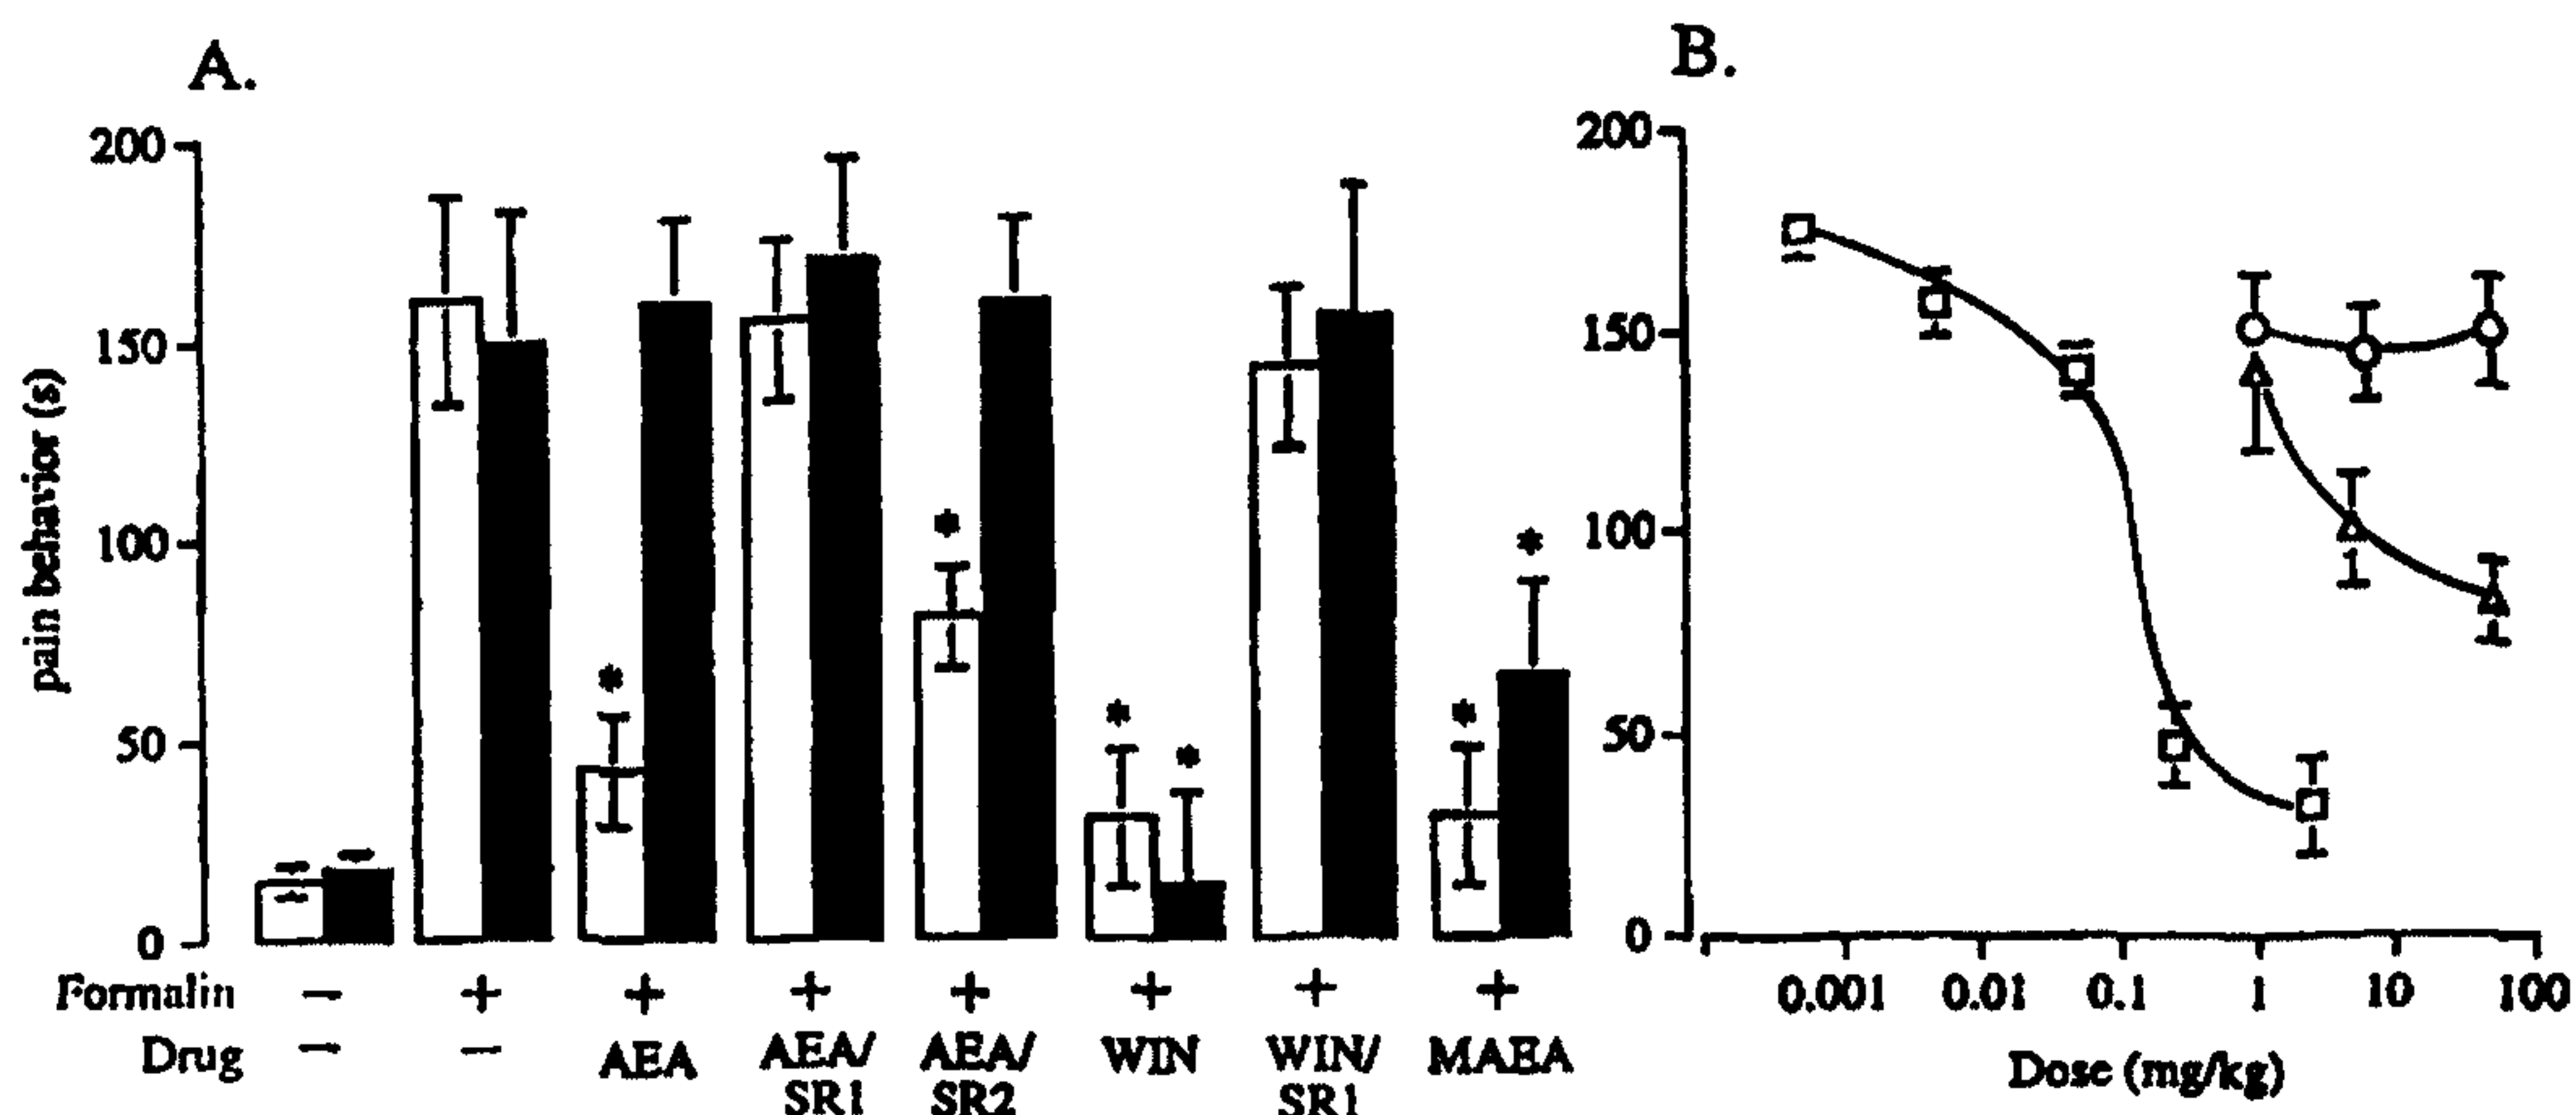 A.
B.
200
150
100
50
0
pain behavior (s)
* * * * * *
Formalin − + + + + + + +
Drug − − AEA AEA/ AEA/ WIN WIN/ MAEA
SR1 SR2 SR1
200
150
100
50
0
0.001 0.01 0.1 1 10 100
Dose (mg/kg)